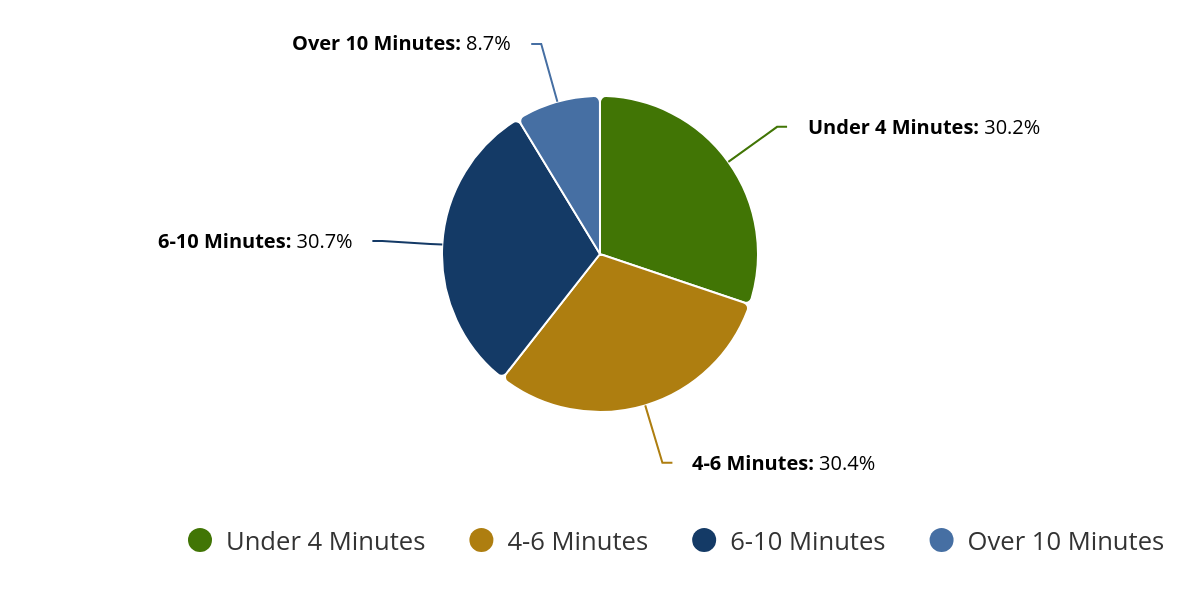 Over 10 Minutes: 8.7%
Under 4 Minutes: 30.2%
6-10 Minutes: 30.7%
4-6 Minutes: 30.4%
Under 4 Minutes
4-6 Minutes
6-10 Minutes
Over 10 Minutes